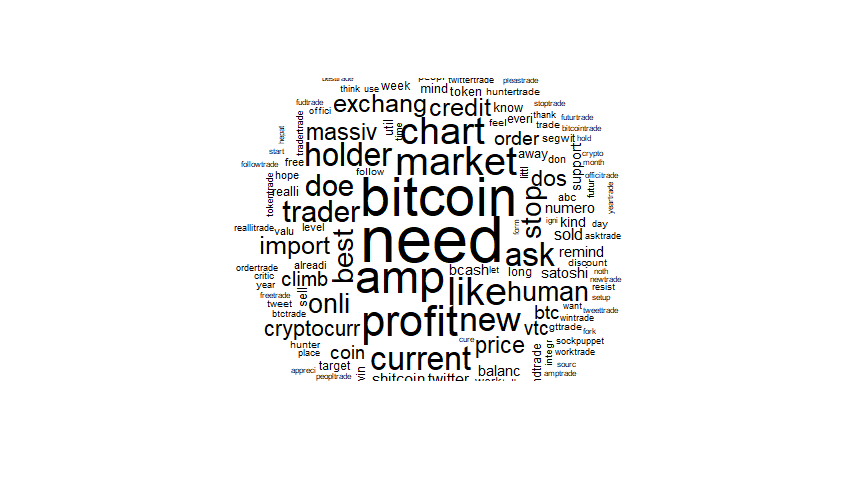 twittertrade pleastrade
think use week mind token huntertrade
fudtrade offici exchang credit know stoptrade
tradertrade massiv util time chart feel everi thank futurtrade
trade bitcointrade
hepat order segwit hold
start holder market away don crypto
followtrade free month
hope follow littl dos support officitrade
tokentrade realli doe bitcoin abc futur
trader stop numero yeartrade
reallitrade valu level form igni kind day
import best need sold asktrade
ask remind
ordertrade alreadi amp bcash let long satoshi discount noth
critic climb newtrade
year sell like human resist
freetrade setup
tweet onli want tweettrade
btctrade profit new btc wintrade
cryptocurr vtc gttrade fork
hunter cure price integr sockpuppet
place coin current worktrade
target balanc sourc
appreci peopltrade vin amptrade
shitcoin twitter